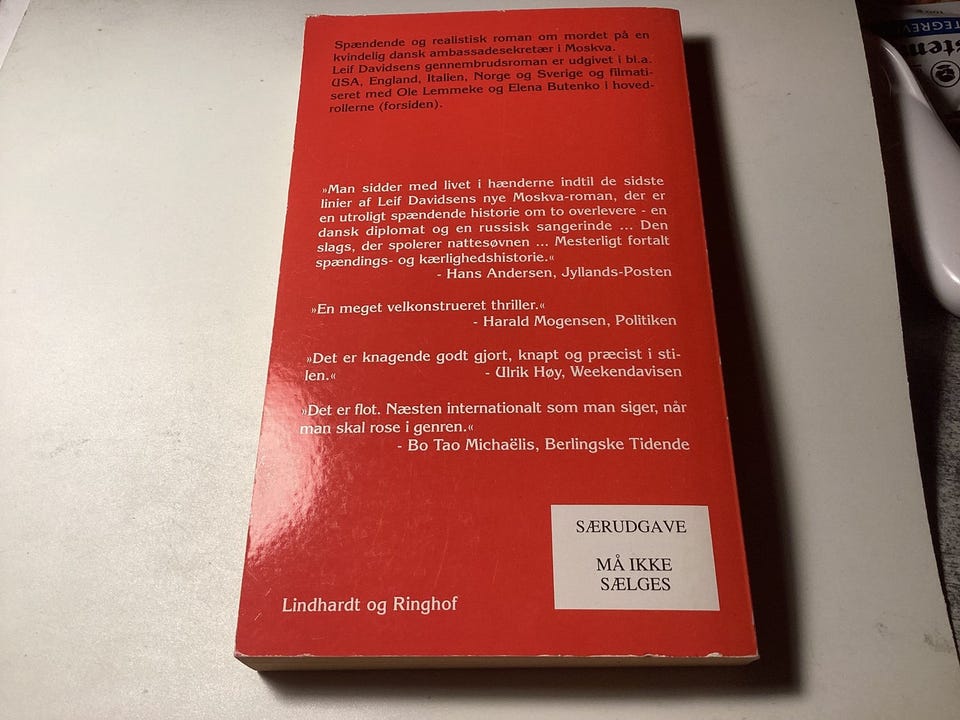 Spændende og realistisk roman om mordet på en
kvindelig dansk ambassadesekretær i Moskva.
Leif Davidsens gennembrudsroman er udgivet i bl.a.
USA, England, Italien, Norge og Sverige og filmati-
seret med Ole Lemmeke og Elena Butenko i hoved-
rollerne (forsiden).
»Man sidder med livet i hænderne indtil de sidste
linier af Leif Davidsens nye Moskva-roman, der er
en utroligt spændende historie om to overlevere - en
dansk diplomat og en russisk sangerinde ... Den
slags, der spolerer nattesøvnen ... Mesterligt fortalt
spændings- og kærlighedshistorie.«
- Hans Andersen, Jyllands-Posten
»En meget velkonstrueret thriller.«
- Harald Mogensen, Politiken
»Det er knagende godt gjort, knapt og præcist i sti-
len.« - Ulrik Høy, Weekendavisen
»Det er flot. Næsten internationalt som man siger, når
man skal rose i genren.«
- Bo Tao Michaëlis, Berlingske Tidende
SÆRUDGAVE
MÅ IKKE
SÆLGES
Lindhardt og Ringhof